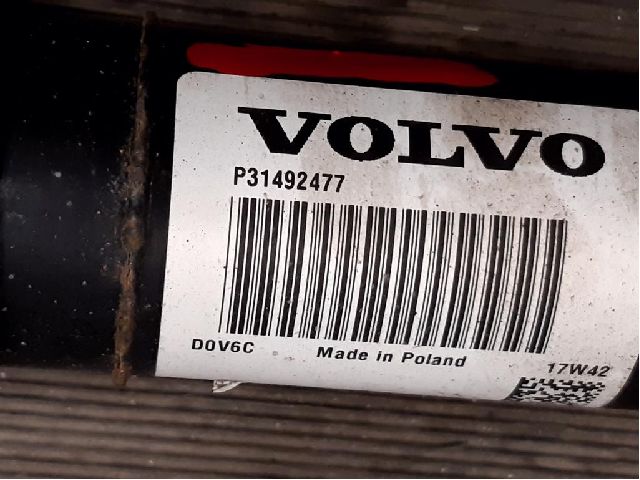 VOLVO
P31492477
D0V6C
Made in Poland
17W42